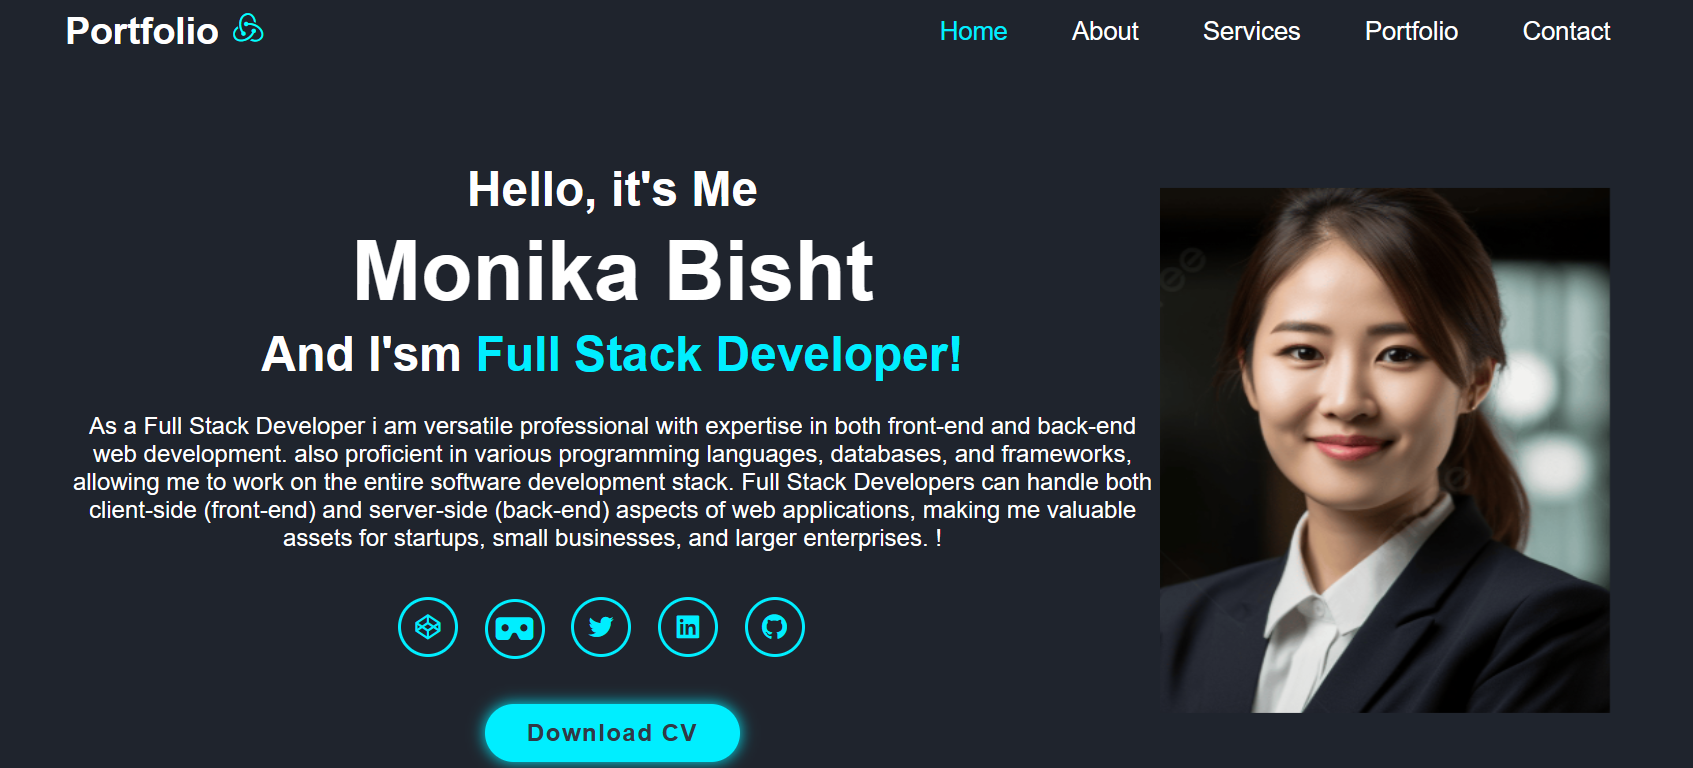 Portfolio
Home About Services Portfolio Contact
Hello, it's Me
Monika Bisht
And I'sm Full Stack Developer!
As a Full Stack Developer i am versatile professional with expertise in both front-end and back-end
web development. also proficient in various programming languages, databases, and frameworks,
allowing me to work on the entire software development stack. Full Stack Developers can handle both
client-side (front-end) and server-side (back-end) aspects of web applications, making me valuable
assets for startups, small businesses, and larger enterprises. !
in
Download CV